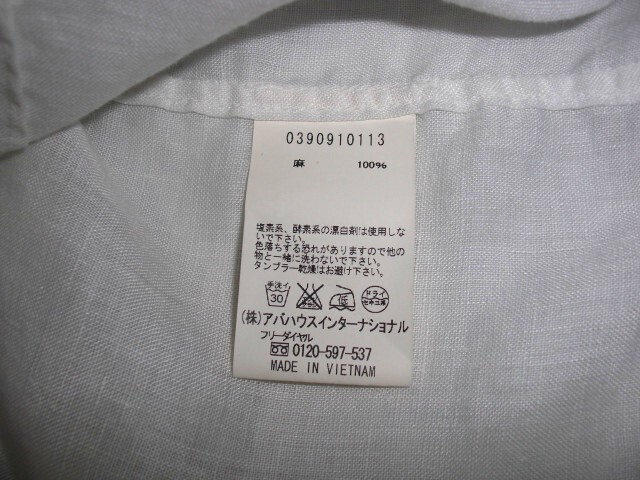 0390910113
麻 100%
塩素系、酵素系の漂白剤は使用しな
いで下さい。
色落ちする恐れがありますので他の
物と一緒に洗わないで下さい。
タンブラー乾燥はお避け下さい。
手洗イ 30 低 ドライ セキユ系
(株)アバハウスインターナショナル
フリーダイヤル
0120-597-537
MADE IN VIETNAM